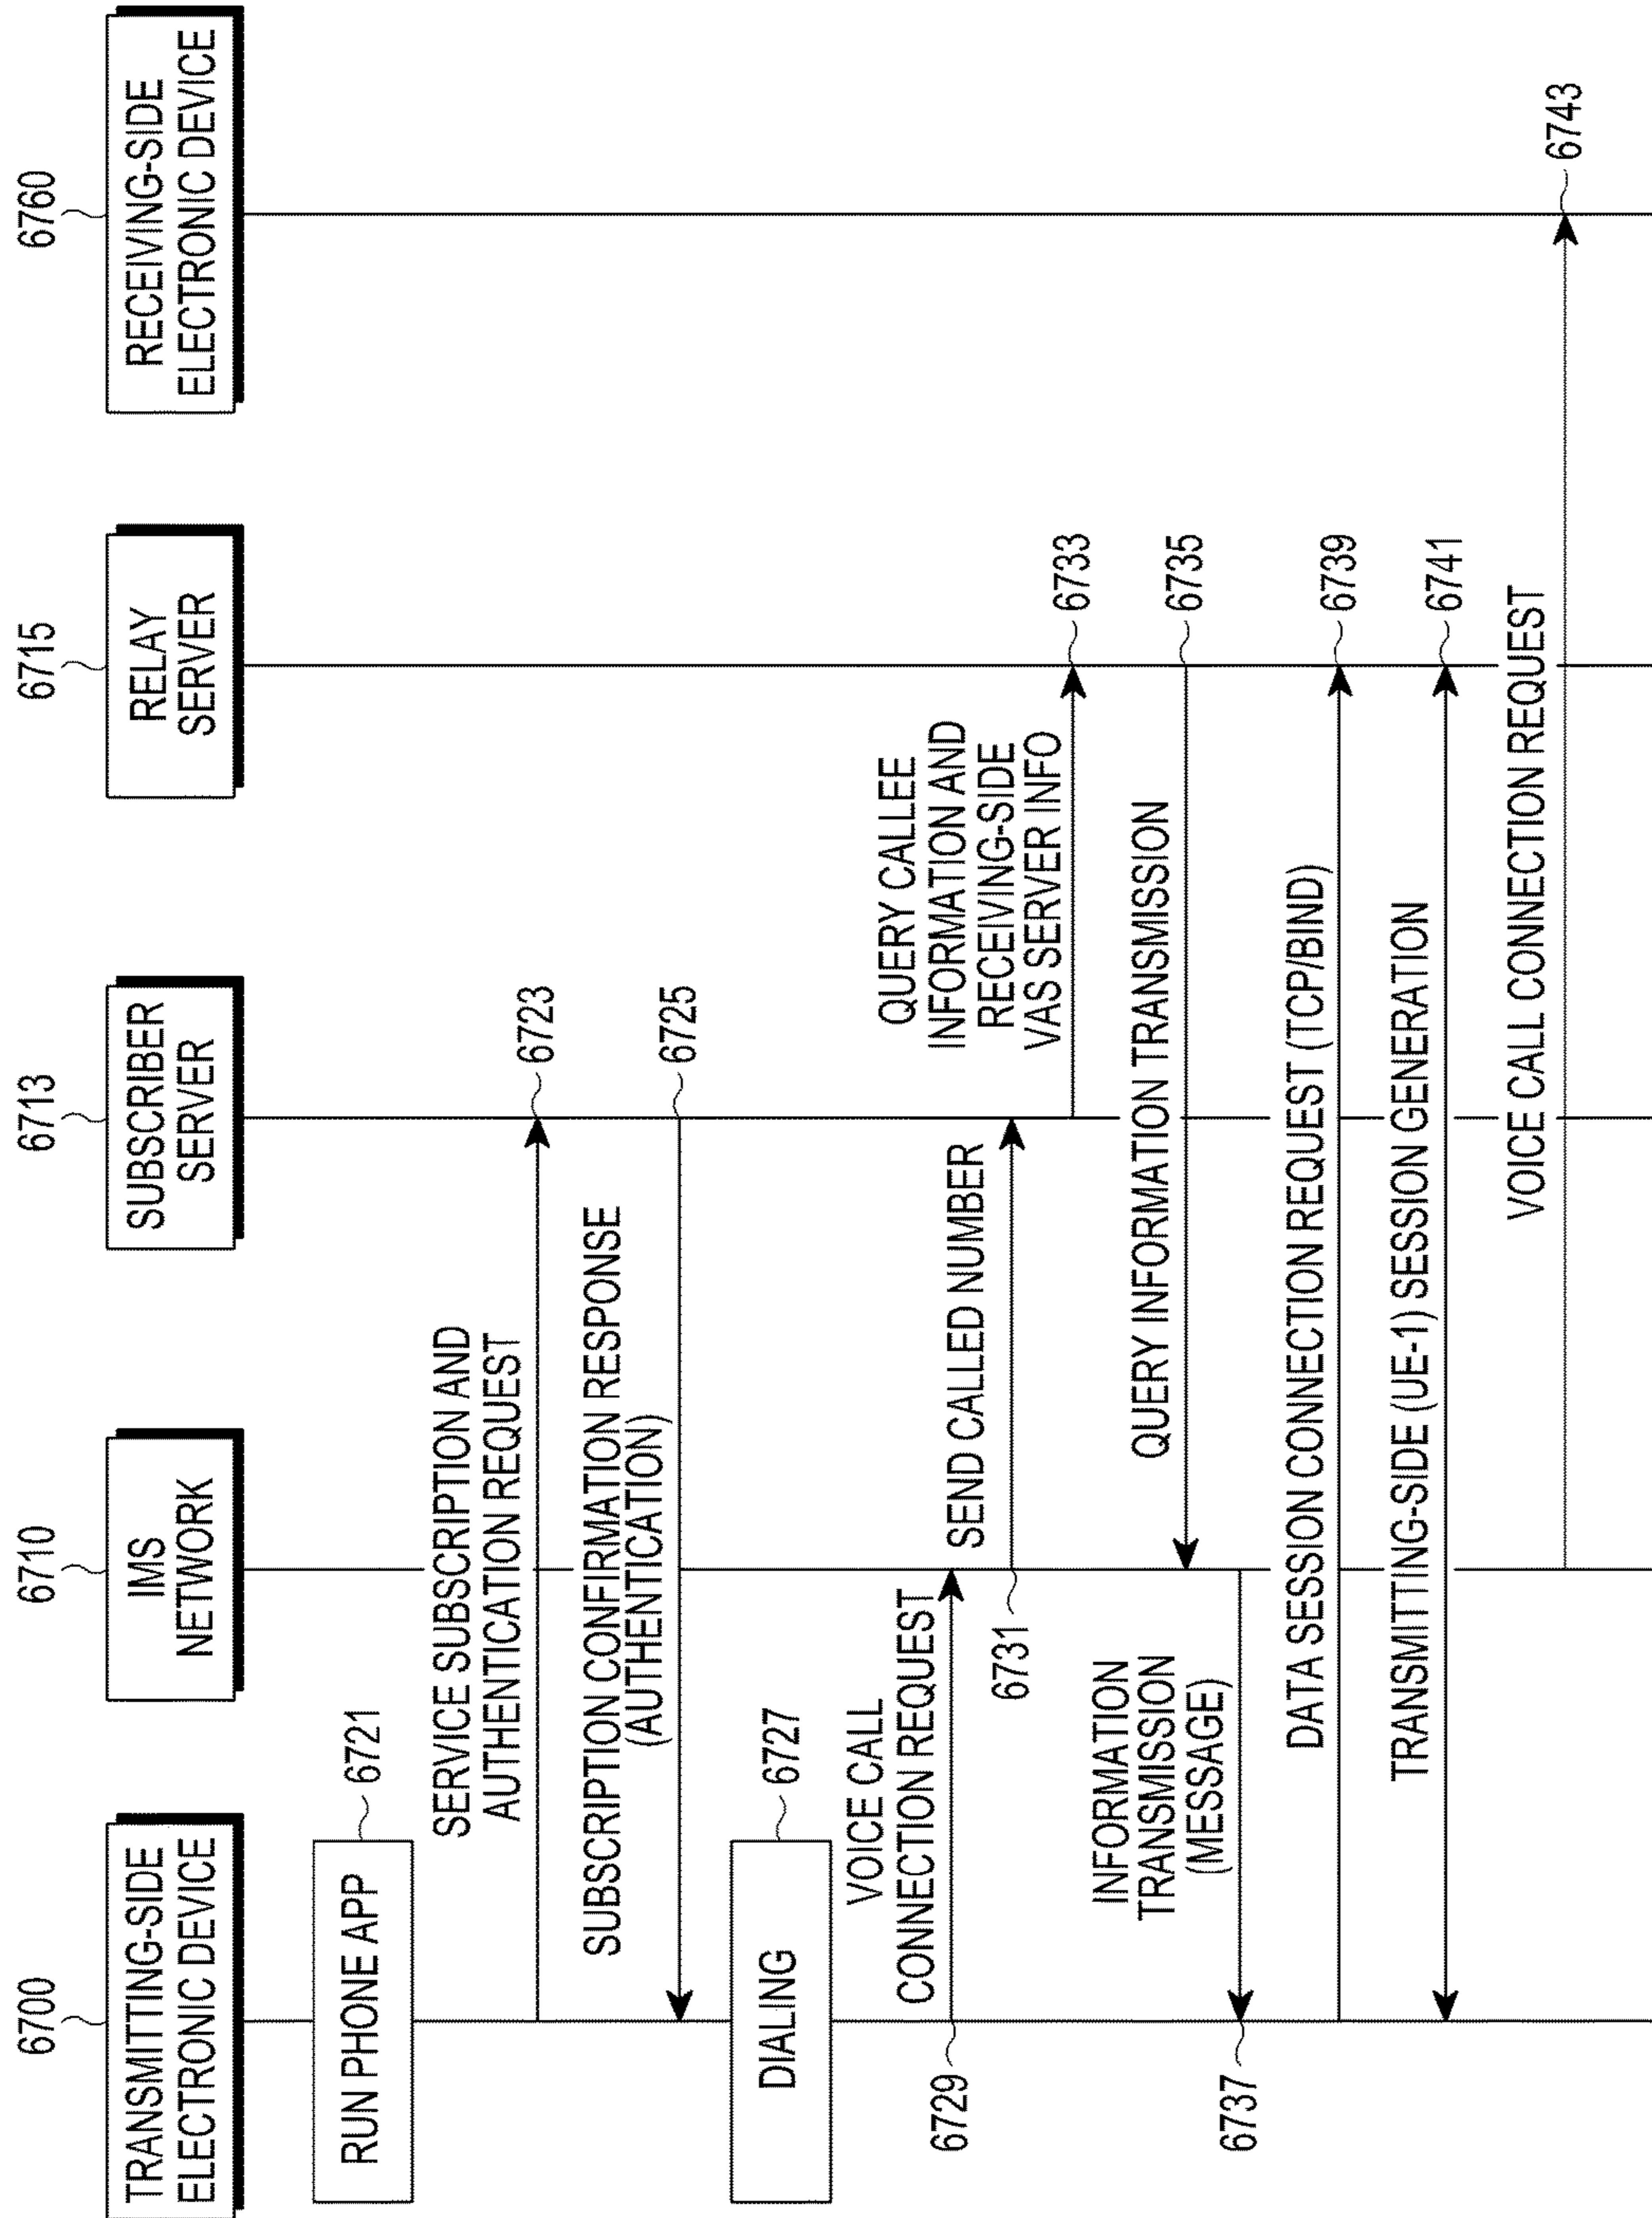 6700
TRANSMITTING-SIDE
ELECTRONIC DEVICE
6710
IMS
NETWORK
6713
SUBSCRIBER
SERVER
6715
RELAY
SERVER
6760
RECEIVING-SIDE
ELECTRONIC DEVICE
RUN PHONE APP
6721
SERVICE SUBSCRIPTION AND
AUTHENTICATION REQUEST
6723
SUBSCRIPTION CONFIRMATION RESPONSE
(AUTHENTICATION)
6725
DIALING
6727
VOICE CALL
CONNECTION REQUEST
6729
SEND CALLED NUMBER
6731
QUERY CALLEE
INFORMATION AND
RECEIVING-SIDE
VAS SERVER INFO
6733
QUERY INFORMATION TRANSMISSION
6735
INFORMATION
TRANSMISSION
(MESSAGE)
6737
DATA SESSION CONNECTION REQUEST (TCP/BIND)
6739
TRANSMITTING-SIDE (UE-1) SESSION GENERATION
6741
VOICE CALL CONNECTION REQUEST
6743